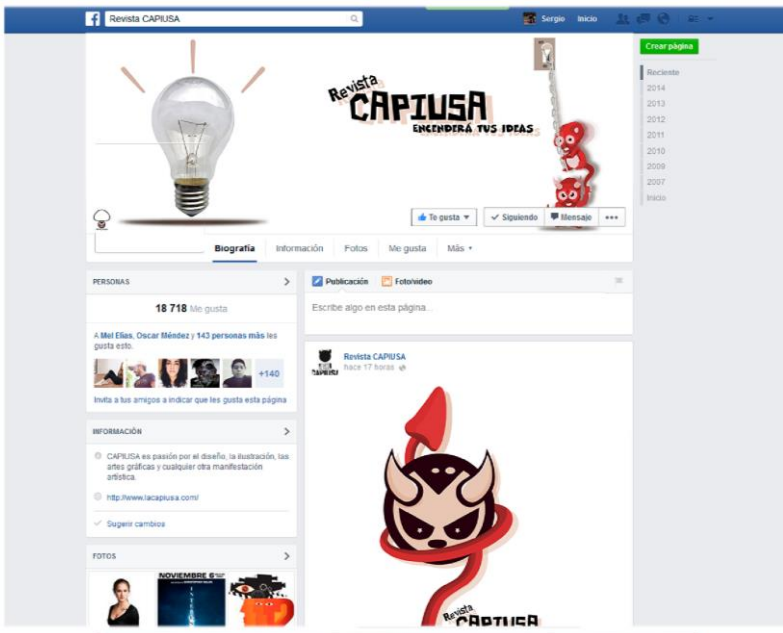 Revista CAPIUSA
Sergio Inicio
Crear página
Revista
CAPIUSA
ENCENDERÁ TUS IDEAS
Reciente
2014
2013
2012
2011
2010
2009
2007
Inicio
Te gusta
Siguiendo
Mensaje
Biografía Información Fotos Me gusta Más
PERSONAS
18 718 Me gusta
A Mel Elias, Oscar Méndez y 143 personas más les
gusta esto.
+140
Invita a tus amigos a indicar que les gusta esta página
INFORMACIÓN
CAPIUSA es pasión por el diseño, la ilustración, las
artes gráficas y cualquier otra manifestación
artística.
http://www.lacapiusa.com/
Sugerir cambios
FOTOS
NOVIEMBRE 6
Publicación Foto/video
Escribe algo en esta página...
Revista CAPIUSA
hace 17 horas
CAPIUSA
Revista
CAPIUSA